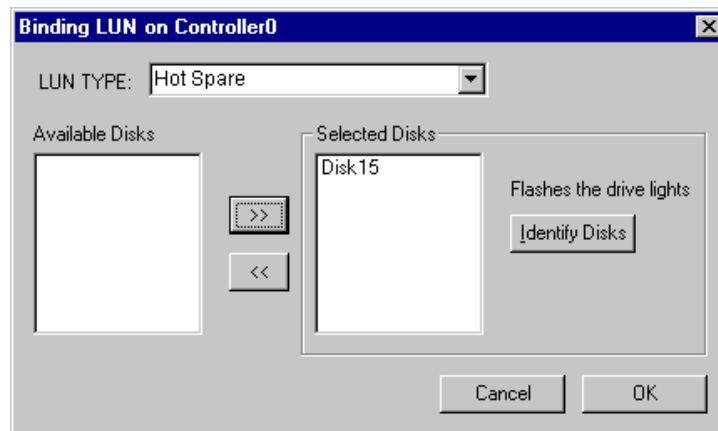 Binding LUN on Controller0
LUN TYPE: Hot Spare
Available Disks
Selected Disks
Disk15
>>
<<
Flashes the drive lights
Identify Disks
Cancel
OK